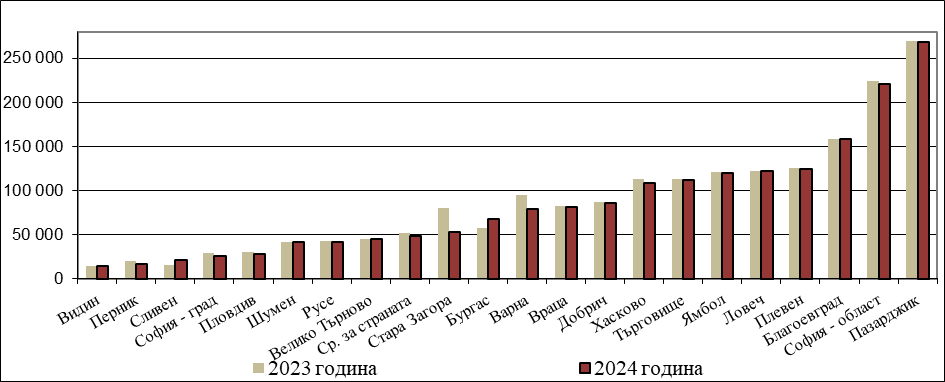 250 000
200 000
150 000
100 000
50 000
0
Видин
Перник
Сливен
София - град
Пловдив
Шумен
Русе
Велико Търново
Ср. за страната
Стара Загора
Бургас
Варна
Враца
Добрич
Хасково
Търговище
Ямбол
Ловеч
Плевен
Благоевград
София - област
Пазарджик
2023 година
2024 година